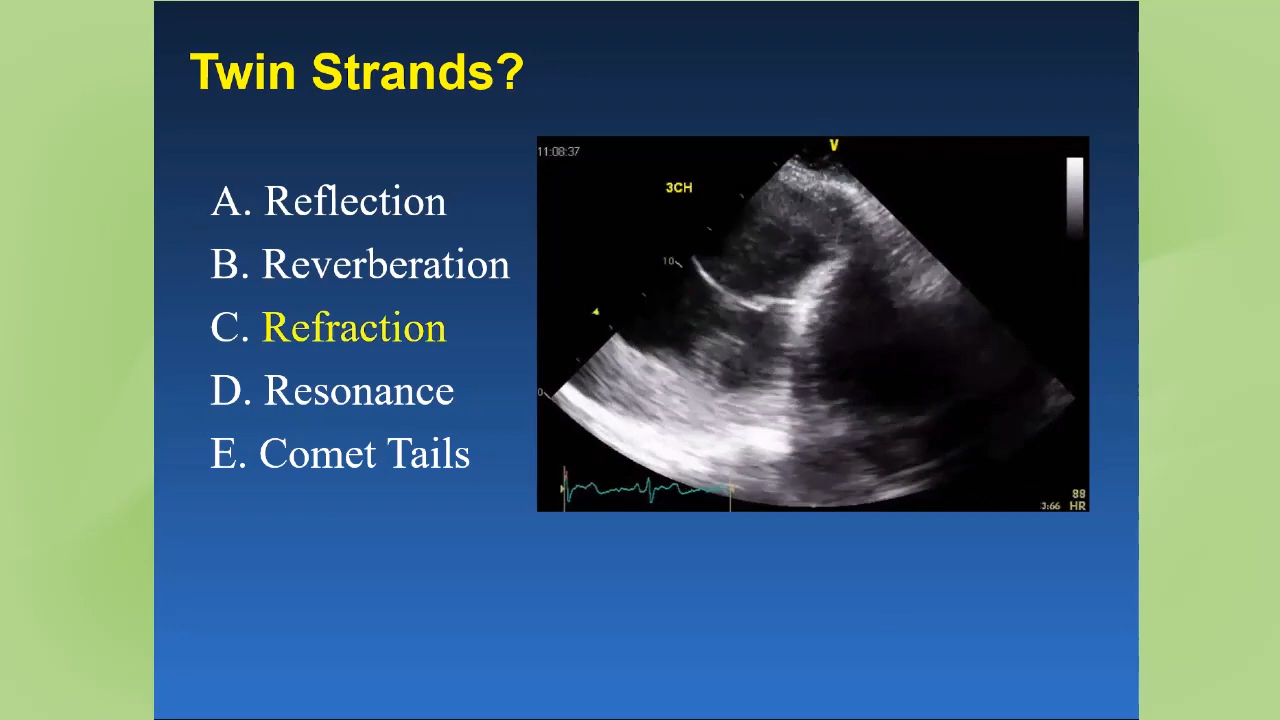 Twin Strands?
A. Reflection
B. Reverberation
C. Refraction
D. Resonance
E. Comet Tails
11:08:37
V
3CH
10
0
88
HR